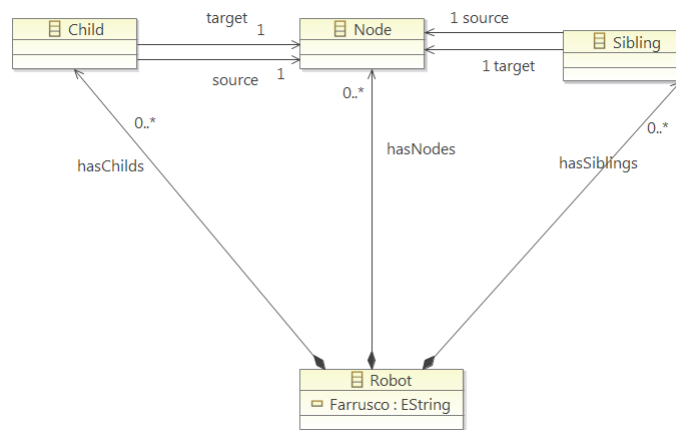 target
1 source
Child
1
Node
Sibling
source
1
1 target
0..*
0..*
0..*
hasChilds
hasNodes
hasSiblings
Robot
Farrusco : EString